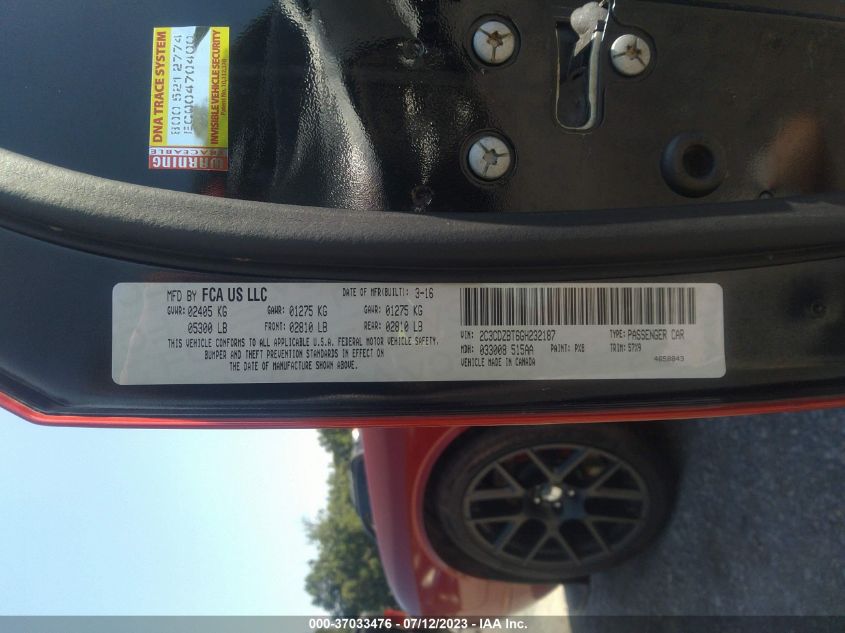 DNA TRACE SYSTEM
800 521 2774
EC000470400
INVISIBLE VEHICLE SECURITY
WARNING
TRACEABLE
MFD BY FCA US LLC DATE OF MFR(BUILT): 3-16
GVWR: 02405 KG GAWR: 01275 KG GAWR: 01275 KG
05300 LB FRONT: 02810 LB REAR: 02810 LB
THIS VEHICLE CONFORMS TO ALL APPLICABLE U.S.A. FEDERAL MOTOR VEHICLE SAFETY,
BUMPER AND THEFT PREVENTION STANDARDS IN EFFECT ON
THE DATE OF MANUFACTURE SHOWN ABOVE.
VIN: 2C3CDZBT6GH232187 TYPE: PASSENGER CAR
MDH: 033008 515AA PAINT: PX8 TRIM: S7X9
VEHICLE MADE IN CANADA 4658843
000-37033476 - 07/12/2023 - IAA Inc.